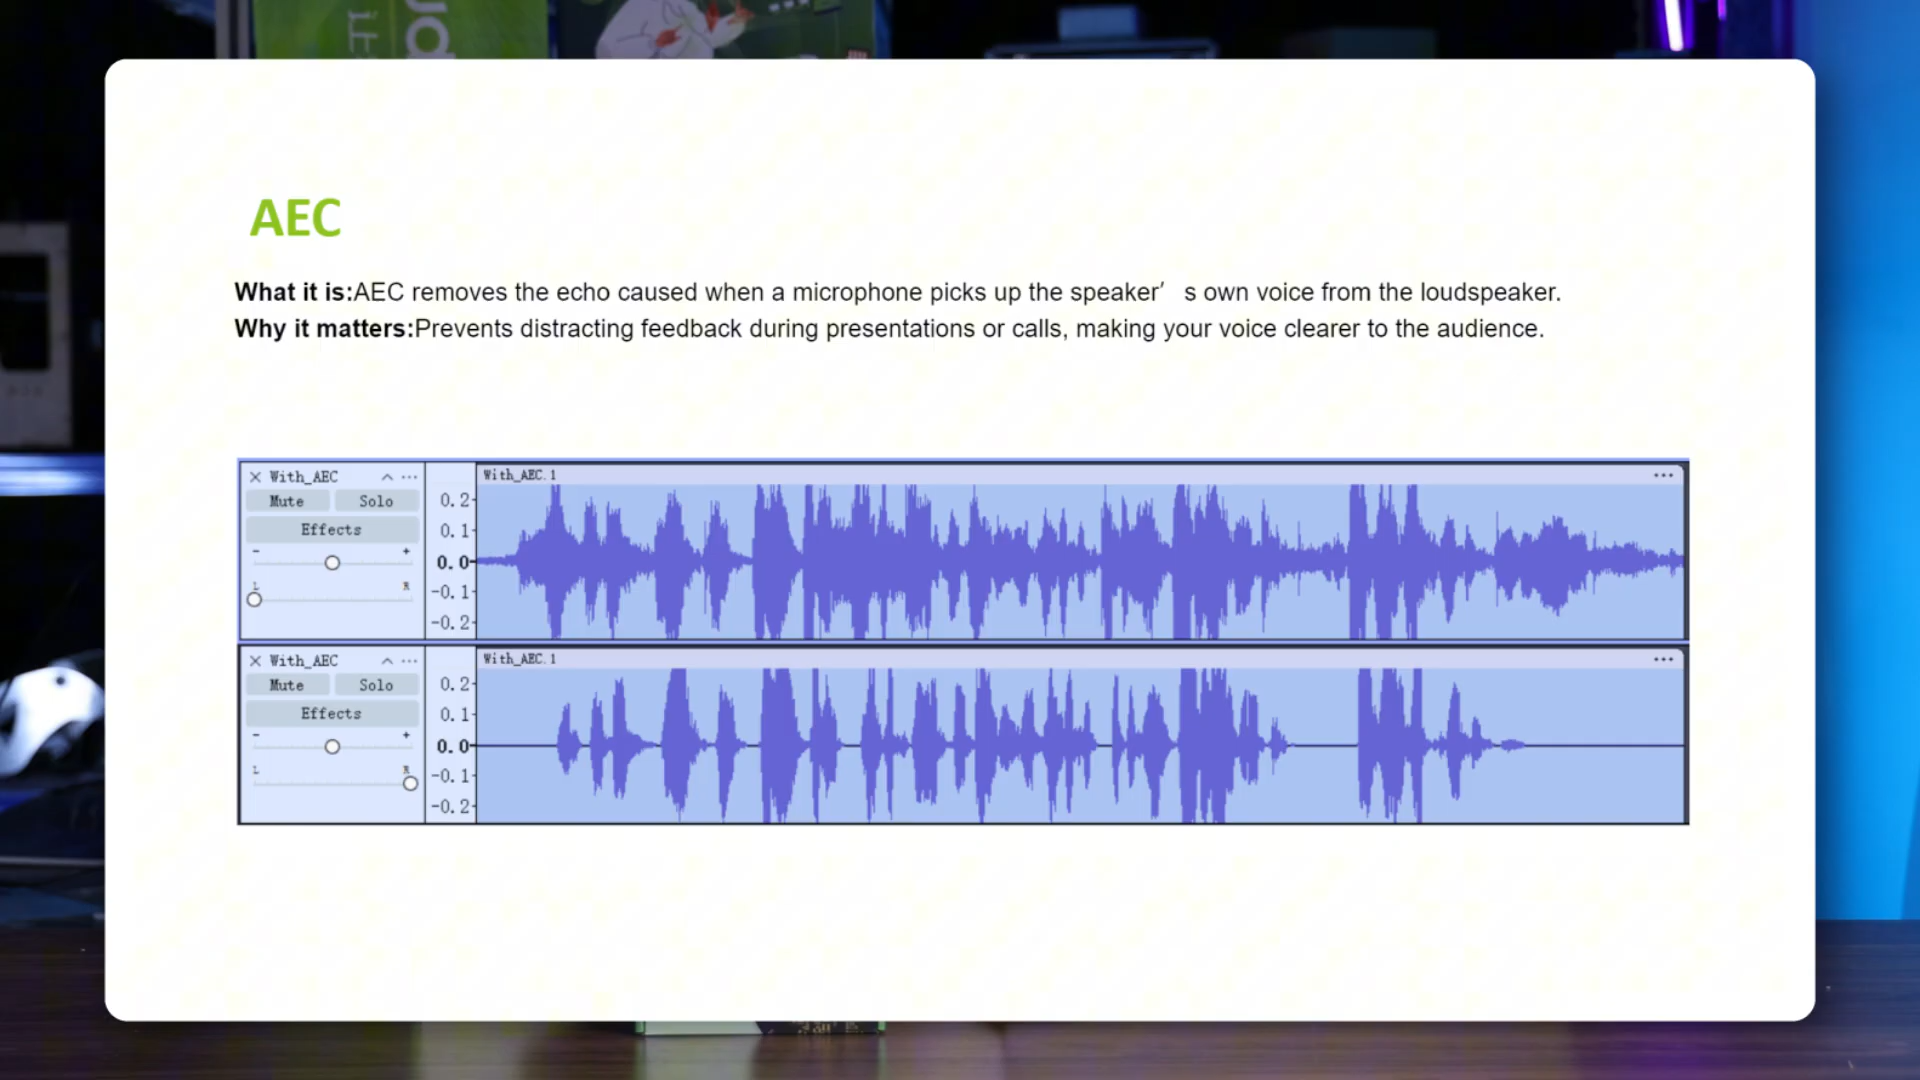 AEC
What it is:AEC removes the echo caused when a microphone picks up the speaker′ s own voice from the loudspeaker.
Why it matters:Prevents distracting feedback during presentations or calls, making your voice clearer to the audience.
With_AEC
With_AEC.1
Mute
Solo
Effects
-
+
L
R
0.2
0.1
0.0
-0.1
-0.2
With_AEC
With_AEC.1
Mute
Solo
Effects
-
+
L
R
0.2
0.1
0.0
-0.1
-0.2